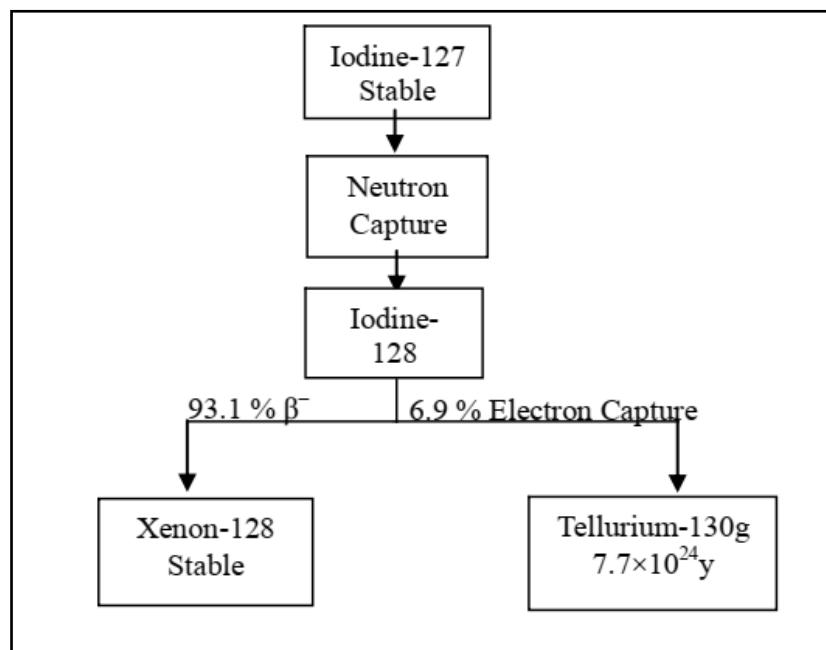 Iodine-127
Stable
Neutron
Capture
Iodine-
128
93.1 % β⁻
6.9 % Electron Capture
Xenon-128
Stable
Tellurium-130g
7.7×10²⁴y